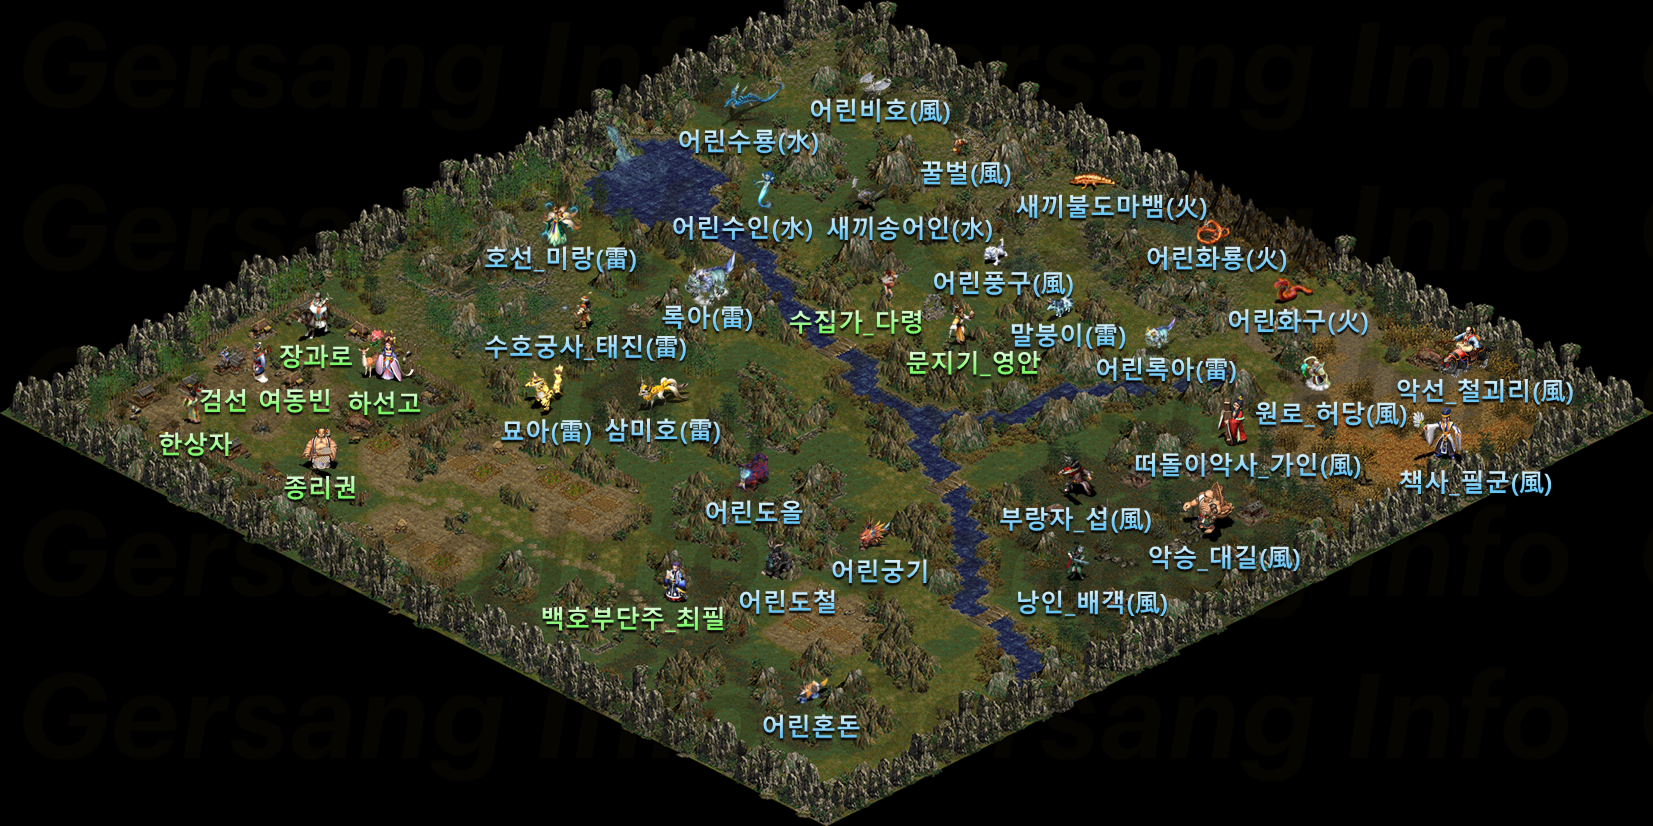 Gersang Info
어린비호(風)
어린수룡(水)
꿀벌(風)
새끼불도마뱀(火)
어린수인(水)
새끼송어인(水)
호선_미랑(雷)
어린화룡(火)
어린풍구(風)
록아(雷)
수집가_다령
어린화구(火)
말붕이(雷)
수호궁사_태진(雷)
장과로
문지기_영안
어린록아(雷)
악선_철괴리(風)
검선 여동빈
하선고
원로_허당(風)
묘아(雷)
삼미호(雷)
한상자
떠돌이악사_가인(風)
책사_필군(風)
종리권
어린도올
부랑자_섭(風)
악승_대길(風)
어린궁기
어린도철
낭인_배객(風)
백호부단주_최필
어린혼돈